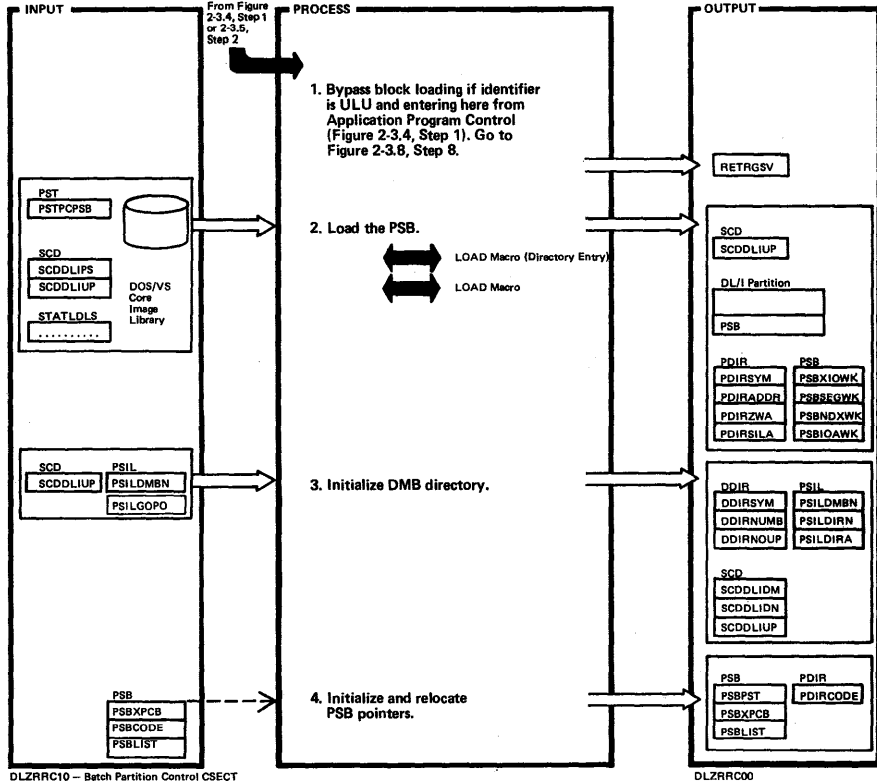 INPUT
From Figure
2-3.4, Step 1
or 2-3.5,
Step 2
PROCESS
OUTPUT
1. Bypass block loading if identifier
is ULU and entering here from
Application Program Control
(Figure 2-3.4, Step 1). Go to
Figure 2-3.8, Step 8.
RETRGSV
PST
PSTPCPSB
SCD
SCDDLIPS
SCDDLIUP
STATLDLS
. . . . . . . . . .
DOS/VS
Core
Image
Library
2. Load the PSB.
LOAD Macro (Directory Entry)
LOAD Macro
SCD
SCDDLIUP
DL/I Partition
PSB
PDIR
PDIRSYM
PDIRADDR
PDIRZWA
PDIRSILA
PSB
PSBXIOWK
PSBSEGWK
PSBNDXWK
PSBIOAWK
SCD
SCDDLIUP
PSIL
PSILDMBN
PSILGOPO
3. Initialize DMB directory.
DDIR
DDIRSYM
DDIRNUMB
DDIRNOUP
PSIL
PSILDMBN
PSILDIRN
PSILDIRA
SCD
SCDDLIDM
SCDDLIDN
SCDDLIUP
PSB
PSBXPCB
PSBCODE
PSBLIST
4. Initialize and relocate
PSB pointers.
PSB
PSBPST
PSBXPCB
PSBLIST
PDIR
PDIRCODE
DLZRRC10 — Batch Partition Control CSECT
DLZRRC00